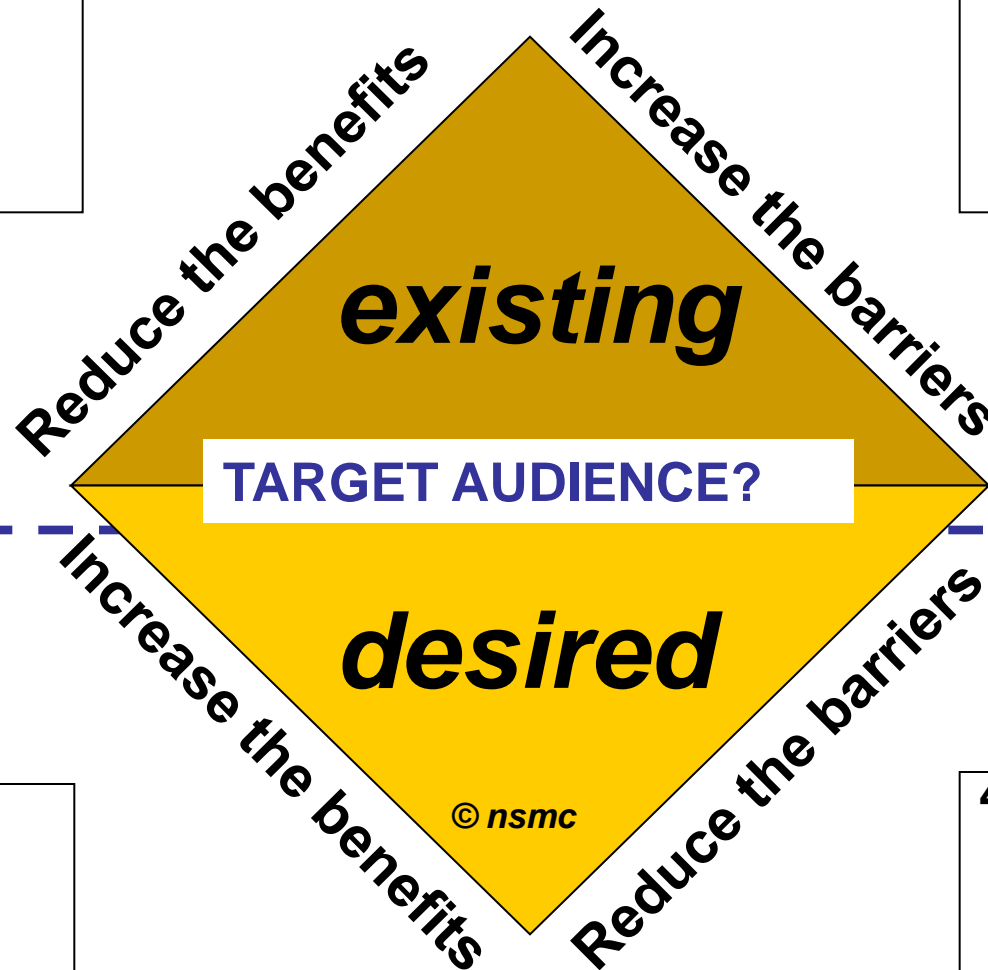 Reduce the benefits
Increase the barriers
existing
TARGET AUDIENCE?
desired
Increase the benefits
Reduce the barriers
© nsmc